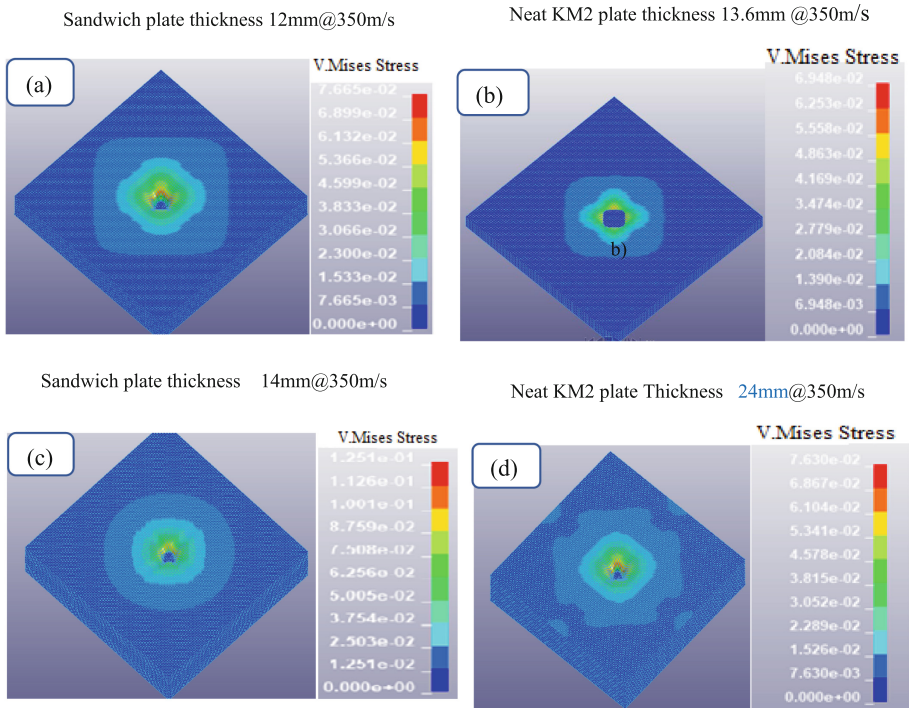 Sandwich plate thickness 12mm@350m/s
Neat KM2 plate thickness 13.6mm @350m/s
(a)
V.Mises Stress
7.665e-02
6.899e-02
6.132e-02
5.366e-02
4.599e-02
3.833e-02
3.066e-02
2.300e-02
1.533e-02
7.665e-03
0.000e+00
(b)
b)
V.Mises Stress
6.948e-02
6.253e-02
5.558e-02
4.863e-02
4.169e-02
3.474e-02
2.779e-02
2.084e-02
1.390e-02
6.948e-03
0.000e+00
Sandwich plate thickness 14mm@350m/s
Neat KM2 plate Thickness 24mm@350m/s
(c)
V.Mises Stress
1.251e-01
1.126e-01
1.001e-01
8.759e-02
7.508e-02
6.256e-02
5.005e-02
3.754e-02
2.503e-02
1.251e-02
0.000e+00
(d)
V.Mises Stress
7.630e-02
6.867e-02
6.104e-02
5.341e-02
4.578e-02
3.815e-02
3.052e-02
2.289e-02
1.526e-02
7.630e-03
0.000e+00